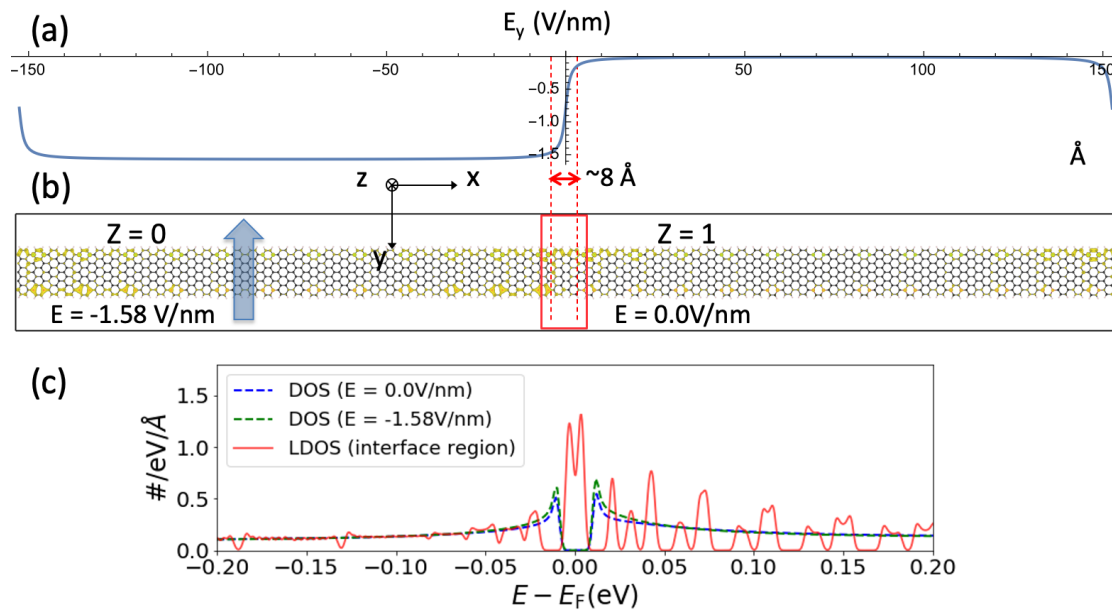 (a)
E_y (V/nm)
−150 −100 −50 50 100 150
−0.5
−1.0
−1.5
Å
~8 Å
(b)
z x
y
Z = 0 Z = 1
E = -1.58 V/nm E = 0.0V/nm
(c)
DOS (E = 0.0V/nm)
DOS (E = -1.58V/nm)
LDOS (interface region)
#/eV/Å
1.5
1.0
0.5
0.0
−0.20 −0.15 −0.10 −0.05 0.00 0.05 0.10 0.15 0.20
E − E_F(eV)